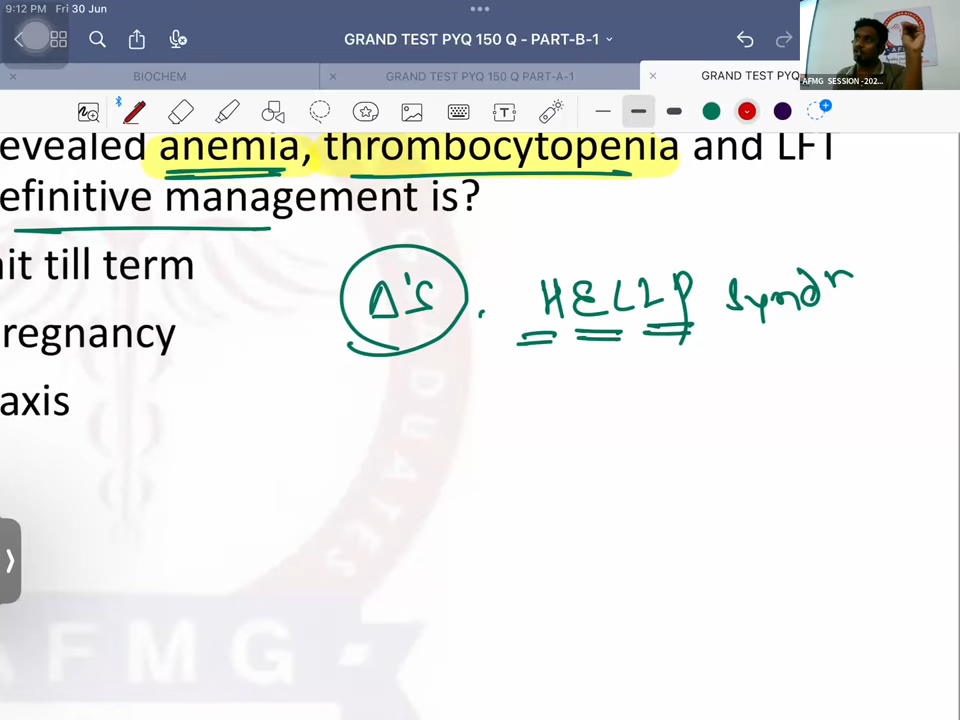 9:12 PM Fri 30 Jun
GRAND TEST PYQ 150 Q - PART-B-1
AFMG SESSION -202...
BIOCHEM
GRAND TEST PYQ 150 Q PART-A-1
GRAND TEST PYQ
evealed anemia, thrombocytopenia and LFT
efinitive management is?
ait till term
Δ's. HELLP Syndr
regnancy
axis
DUATES
AFMG